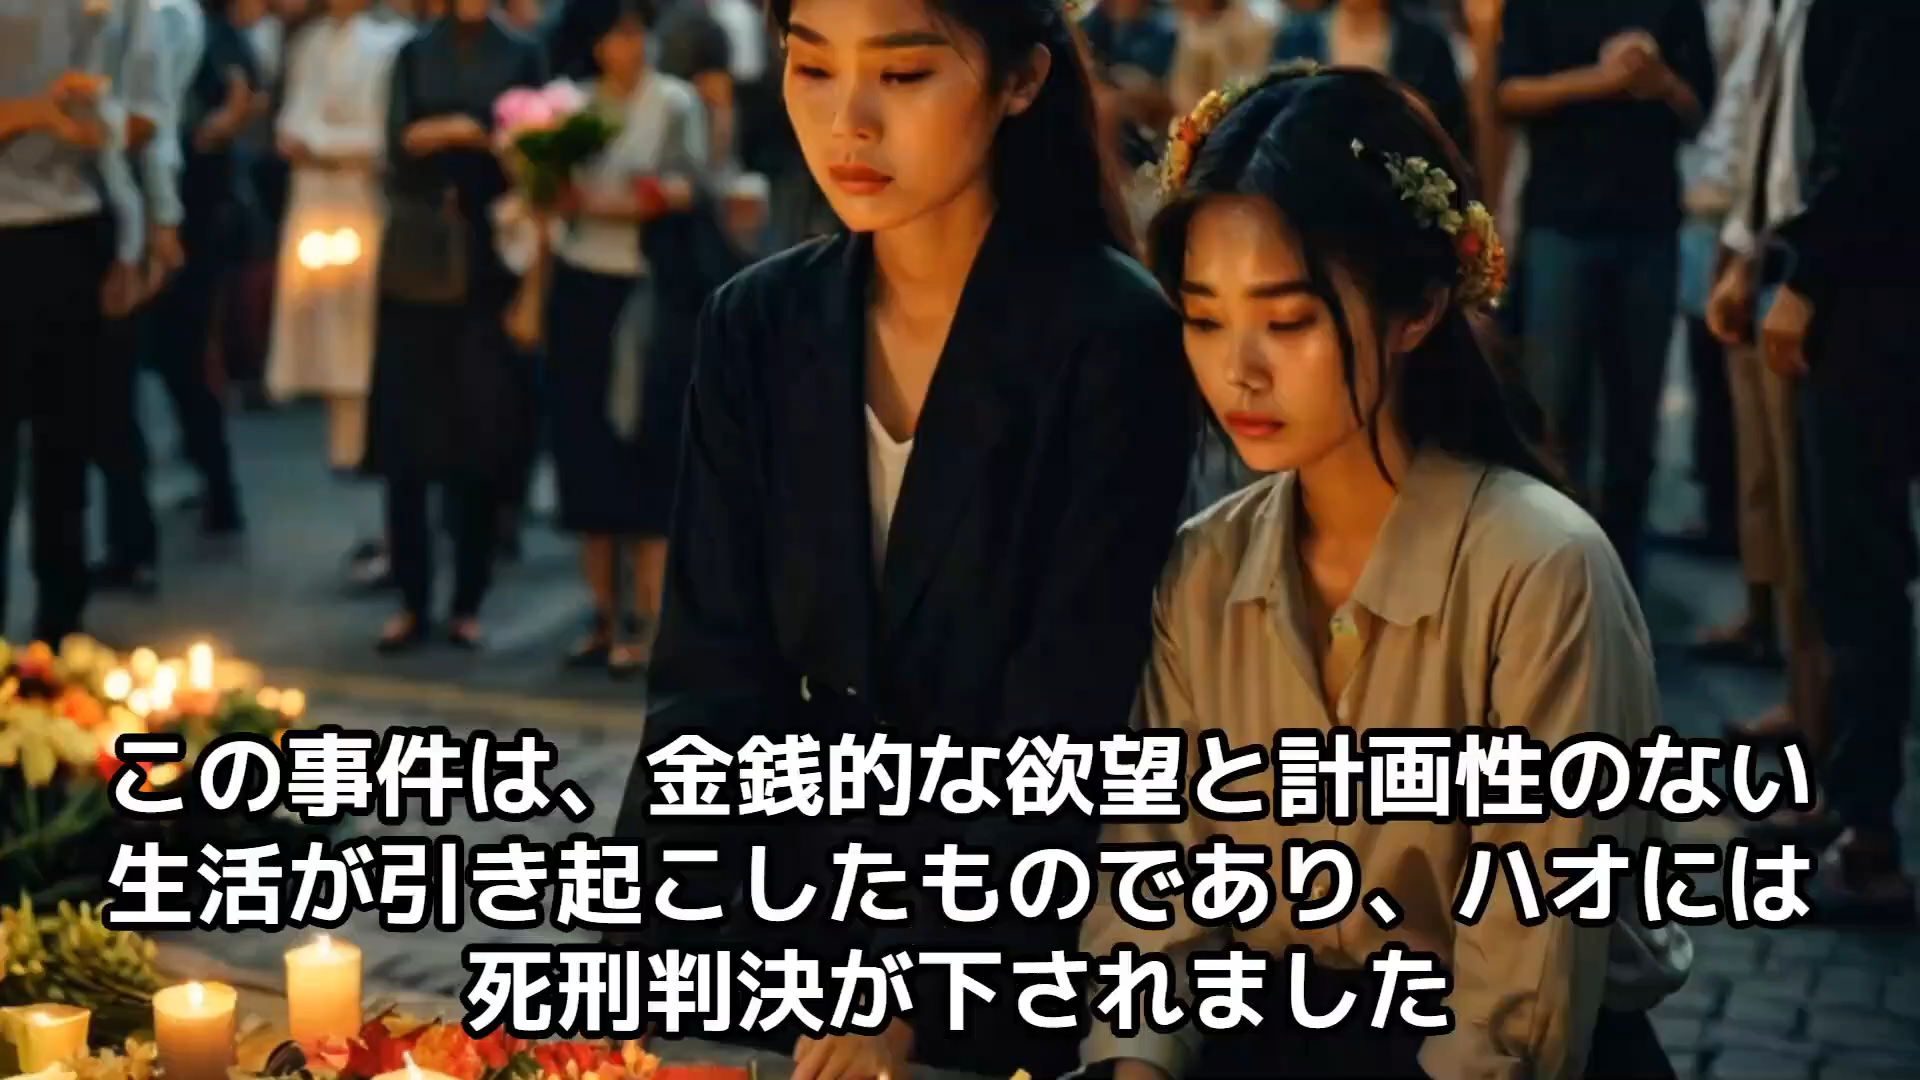 この事件は、金銭的な欲望と計画性のない
生活が引き起こしたものであり、ハオには
死刑判決が下されました